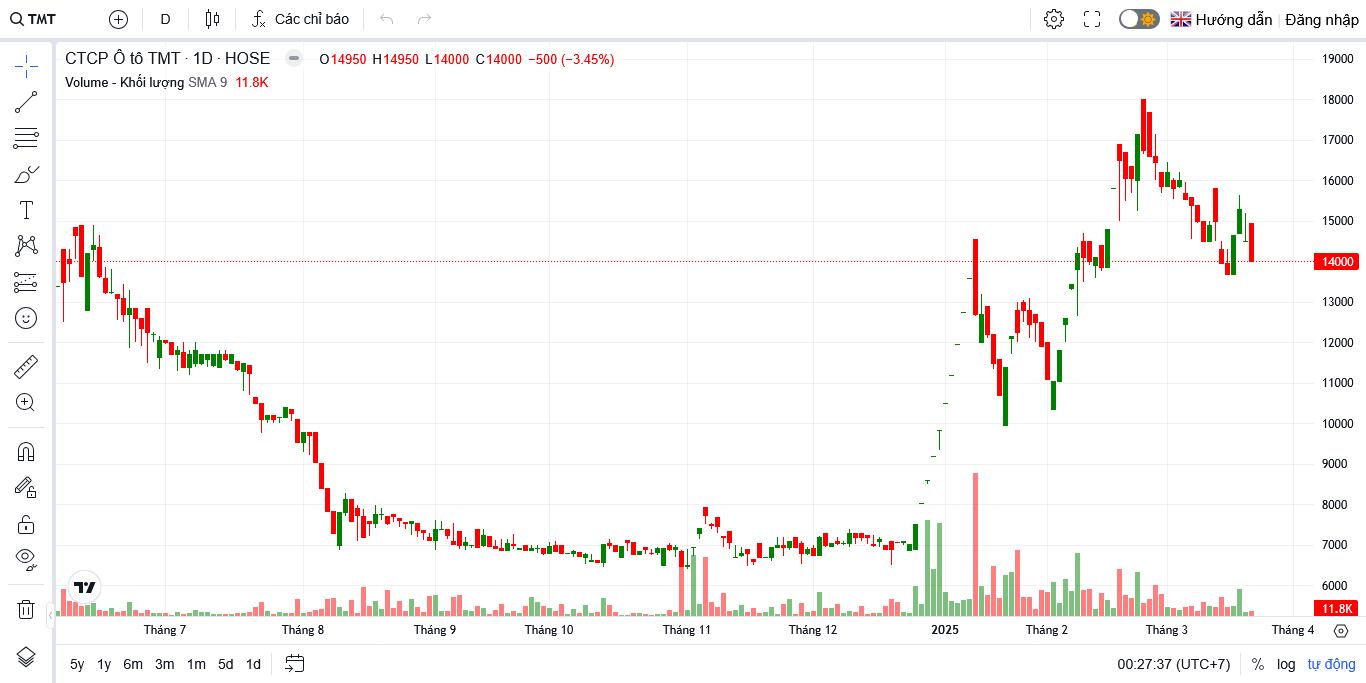 TMT D Các chỉ báo Hướng dẫn Đăng nhập
CTCP Ô tô TMT · 1D · HOSE O14950 H14950 L14000 C14000 −500 (−3.45%)
Volume - Khối lượng SMA 9 11.8K
19000
18000
17000
16000
15000
14000
13000
12000
11000
10000
9000
8000
7000
6000
11.8K
Tháng 7 Tháng 8 Tháng 9 Tháng 10 Tháng 11 Tháng 12 2025 Tháng 2 Tháng 3 Tháng 4
5y 1y 6m 3m 1m 5d 1d 00:27:37 (UTC+7) % log tự động